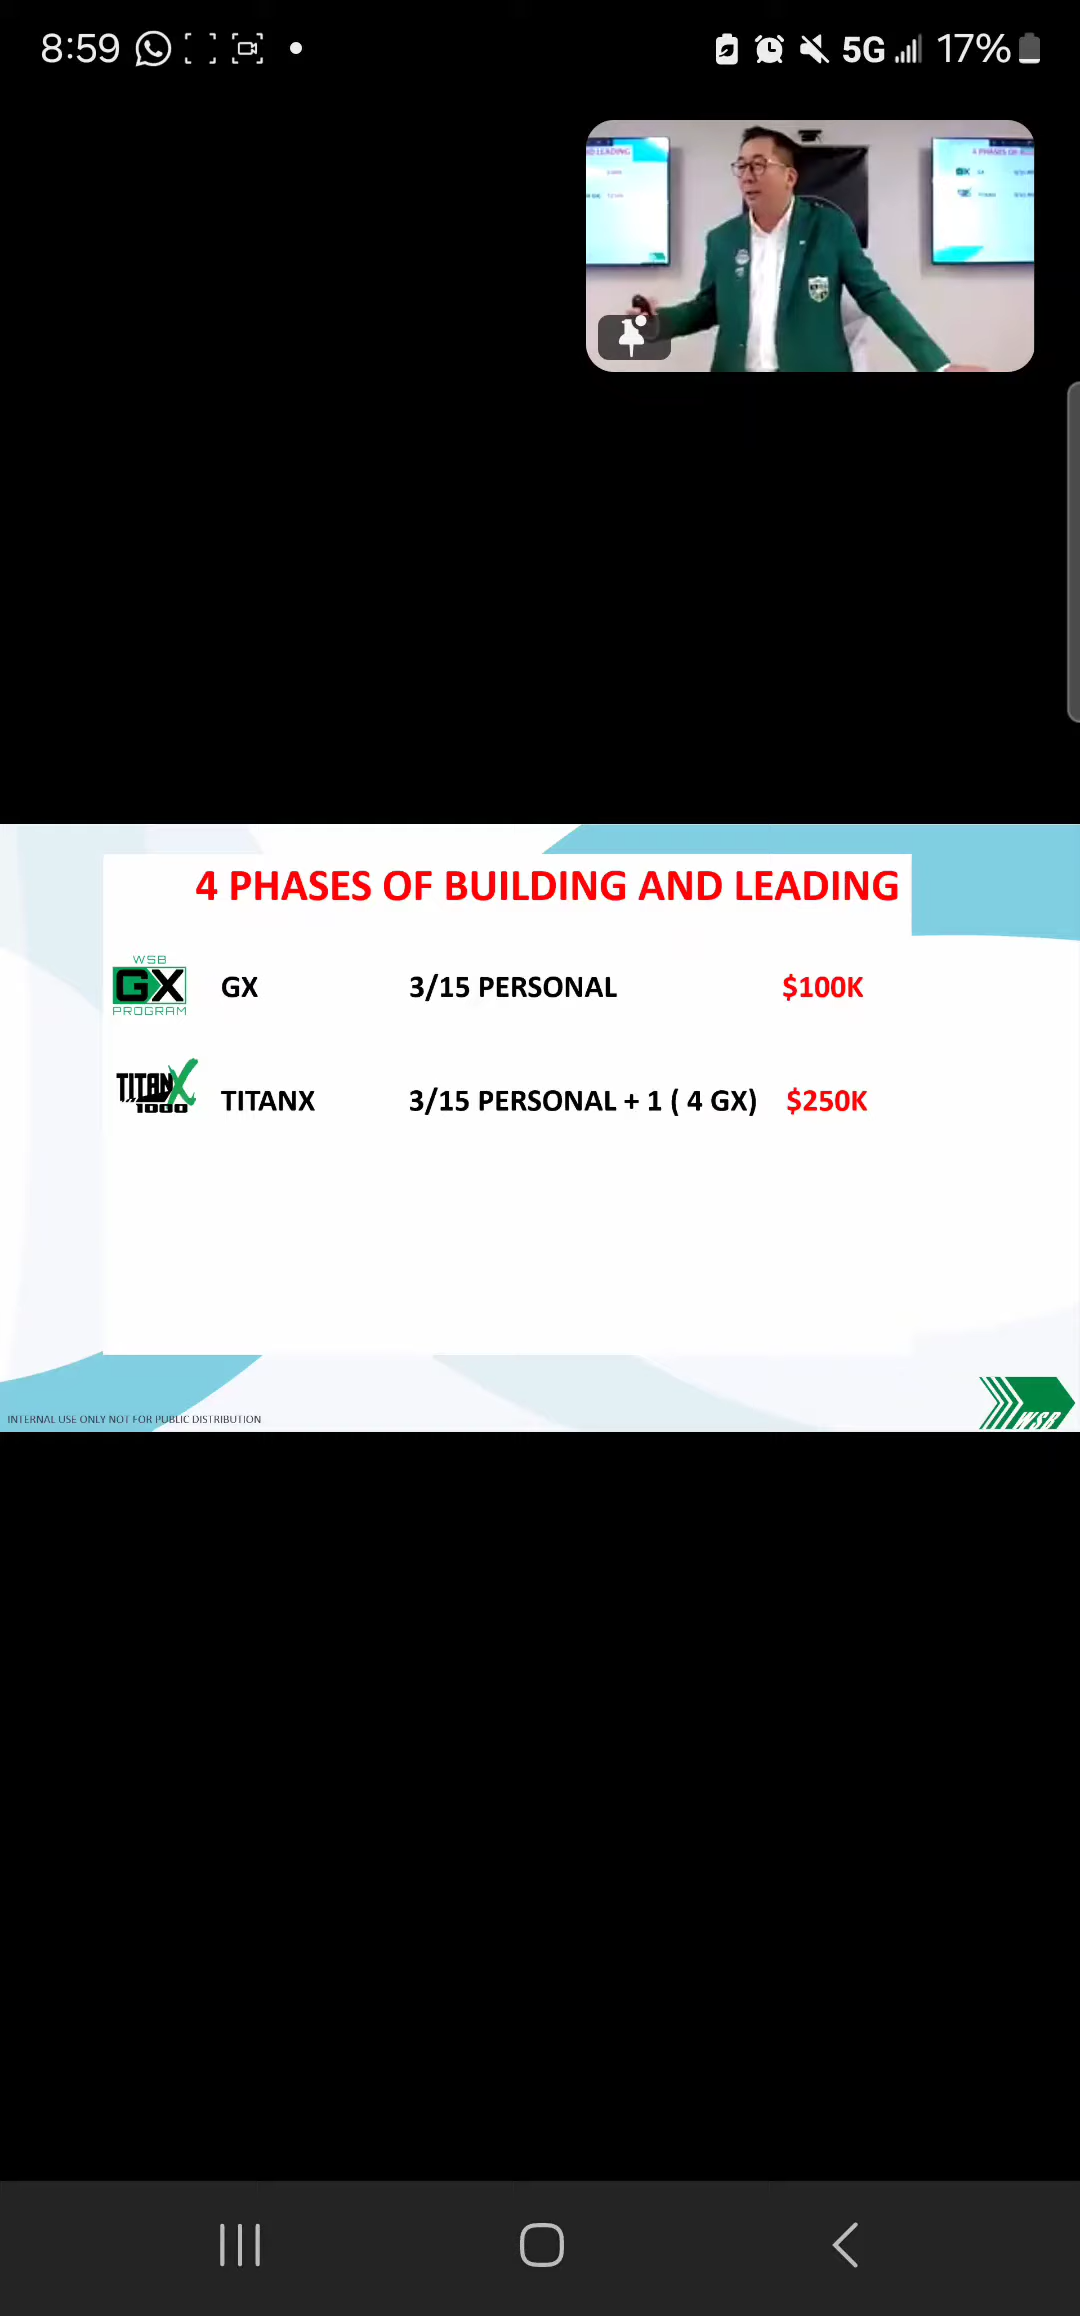 8:59
5G 17%
4 PHASES OF BUILDING AND LEADING
WSB
GX
PROGRAM
GX 3/15 PERSONAL $100K
TITANX
1000
TITANX 3/15 PERSONAL + 1 ( 4 GX) $250K
INTERNAL USE ONLY NOT FOR PUBLIC DISTRIBUTION
WSB